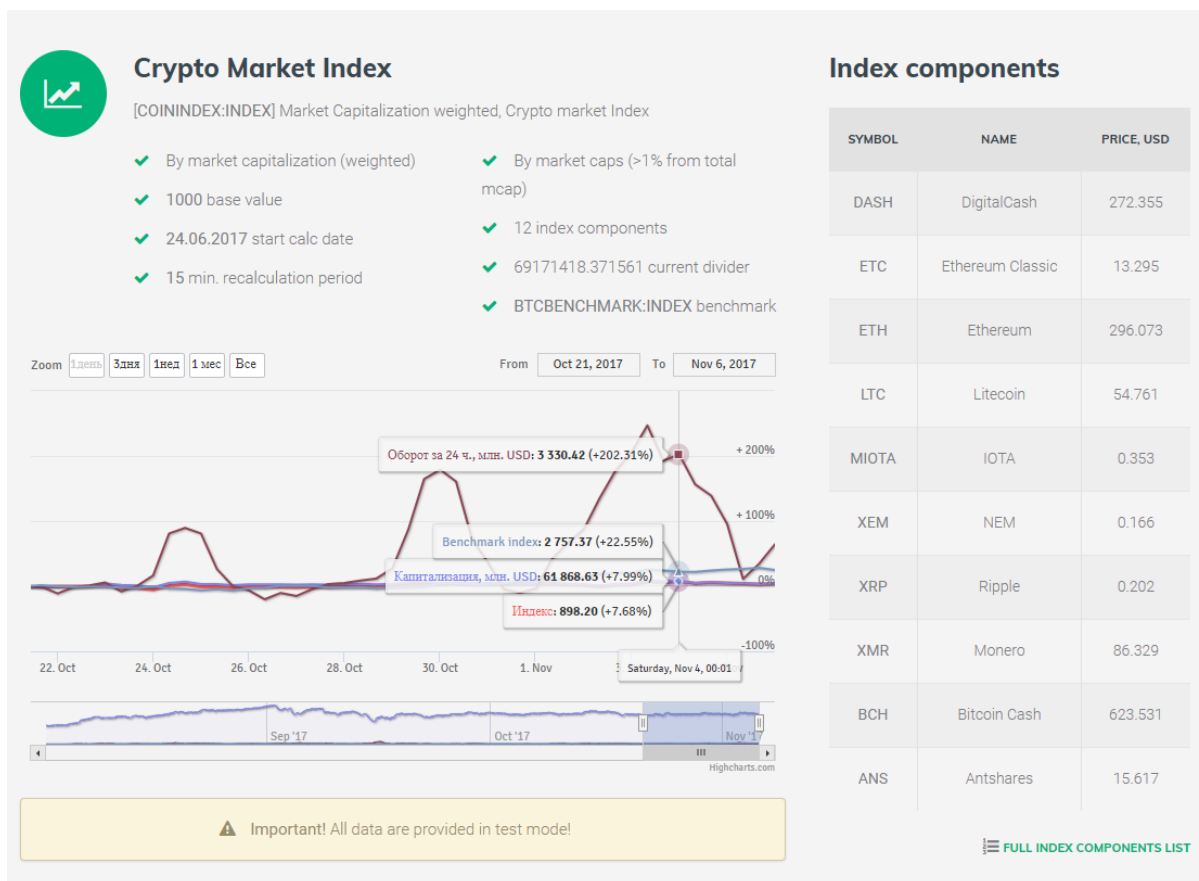 Crypto Market Index
[COININDEX:INDEX] Market Capitalization weighted, Crypto market Index
By market capitalization (weighted)
1000 base value
24.06.2017 start calc date
15 min. recalculation period
By market caps (>1% from total
mcap)
12 index components
69171418.371561 current divider
BTCBENCHMARK:INDEX benchmark
Zoom 1день 3дня 1нед 1 мес Все
From Oct 21, 2017 To Nov 6, 2017
+200%
+100%
0%
-100%
Оборот за 24 ч., млн. USD: 3 330.42 (+202.31%)
Benchmark index: 2 757.37 (+22.55%)
Капитализация, млн. USD: 61 868.63 (+7.99%)
Индекс: 898.20 (+7.68%)
22. Oct 24. Oct 26. Oct 28. Oct 30. Oct 1. Nov
Saturday, Nov 4, 00:01
Sep '17 Oct '17 Nov '17
Highcharts.com
Important! All data are provided in test mode!
Index components
SYMBOL NAME PRICE, USD
DASH DigitalCash 272.355
ETC Ethereum Classic 13.295
ETH Ethereum 296.073
LTC Litecoin 54.761
MIOTA IOTA 0.353
XEM NEM 0.166
XRP Ripple 0.202
XMR Monero 86.329
BCH Bitcoin Cash 623.531
ANS Antshares 15.617
FULL INDEX COMPONENTS LIST